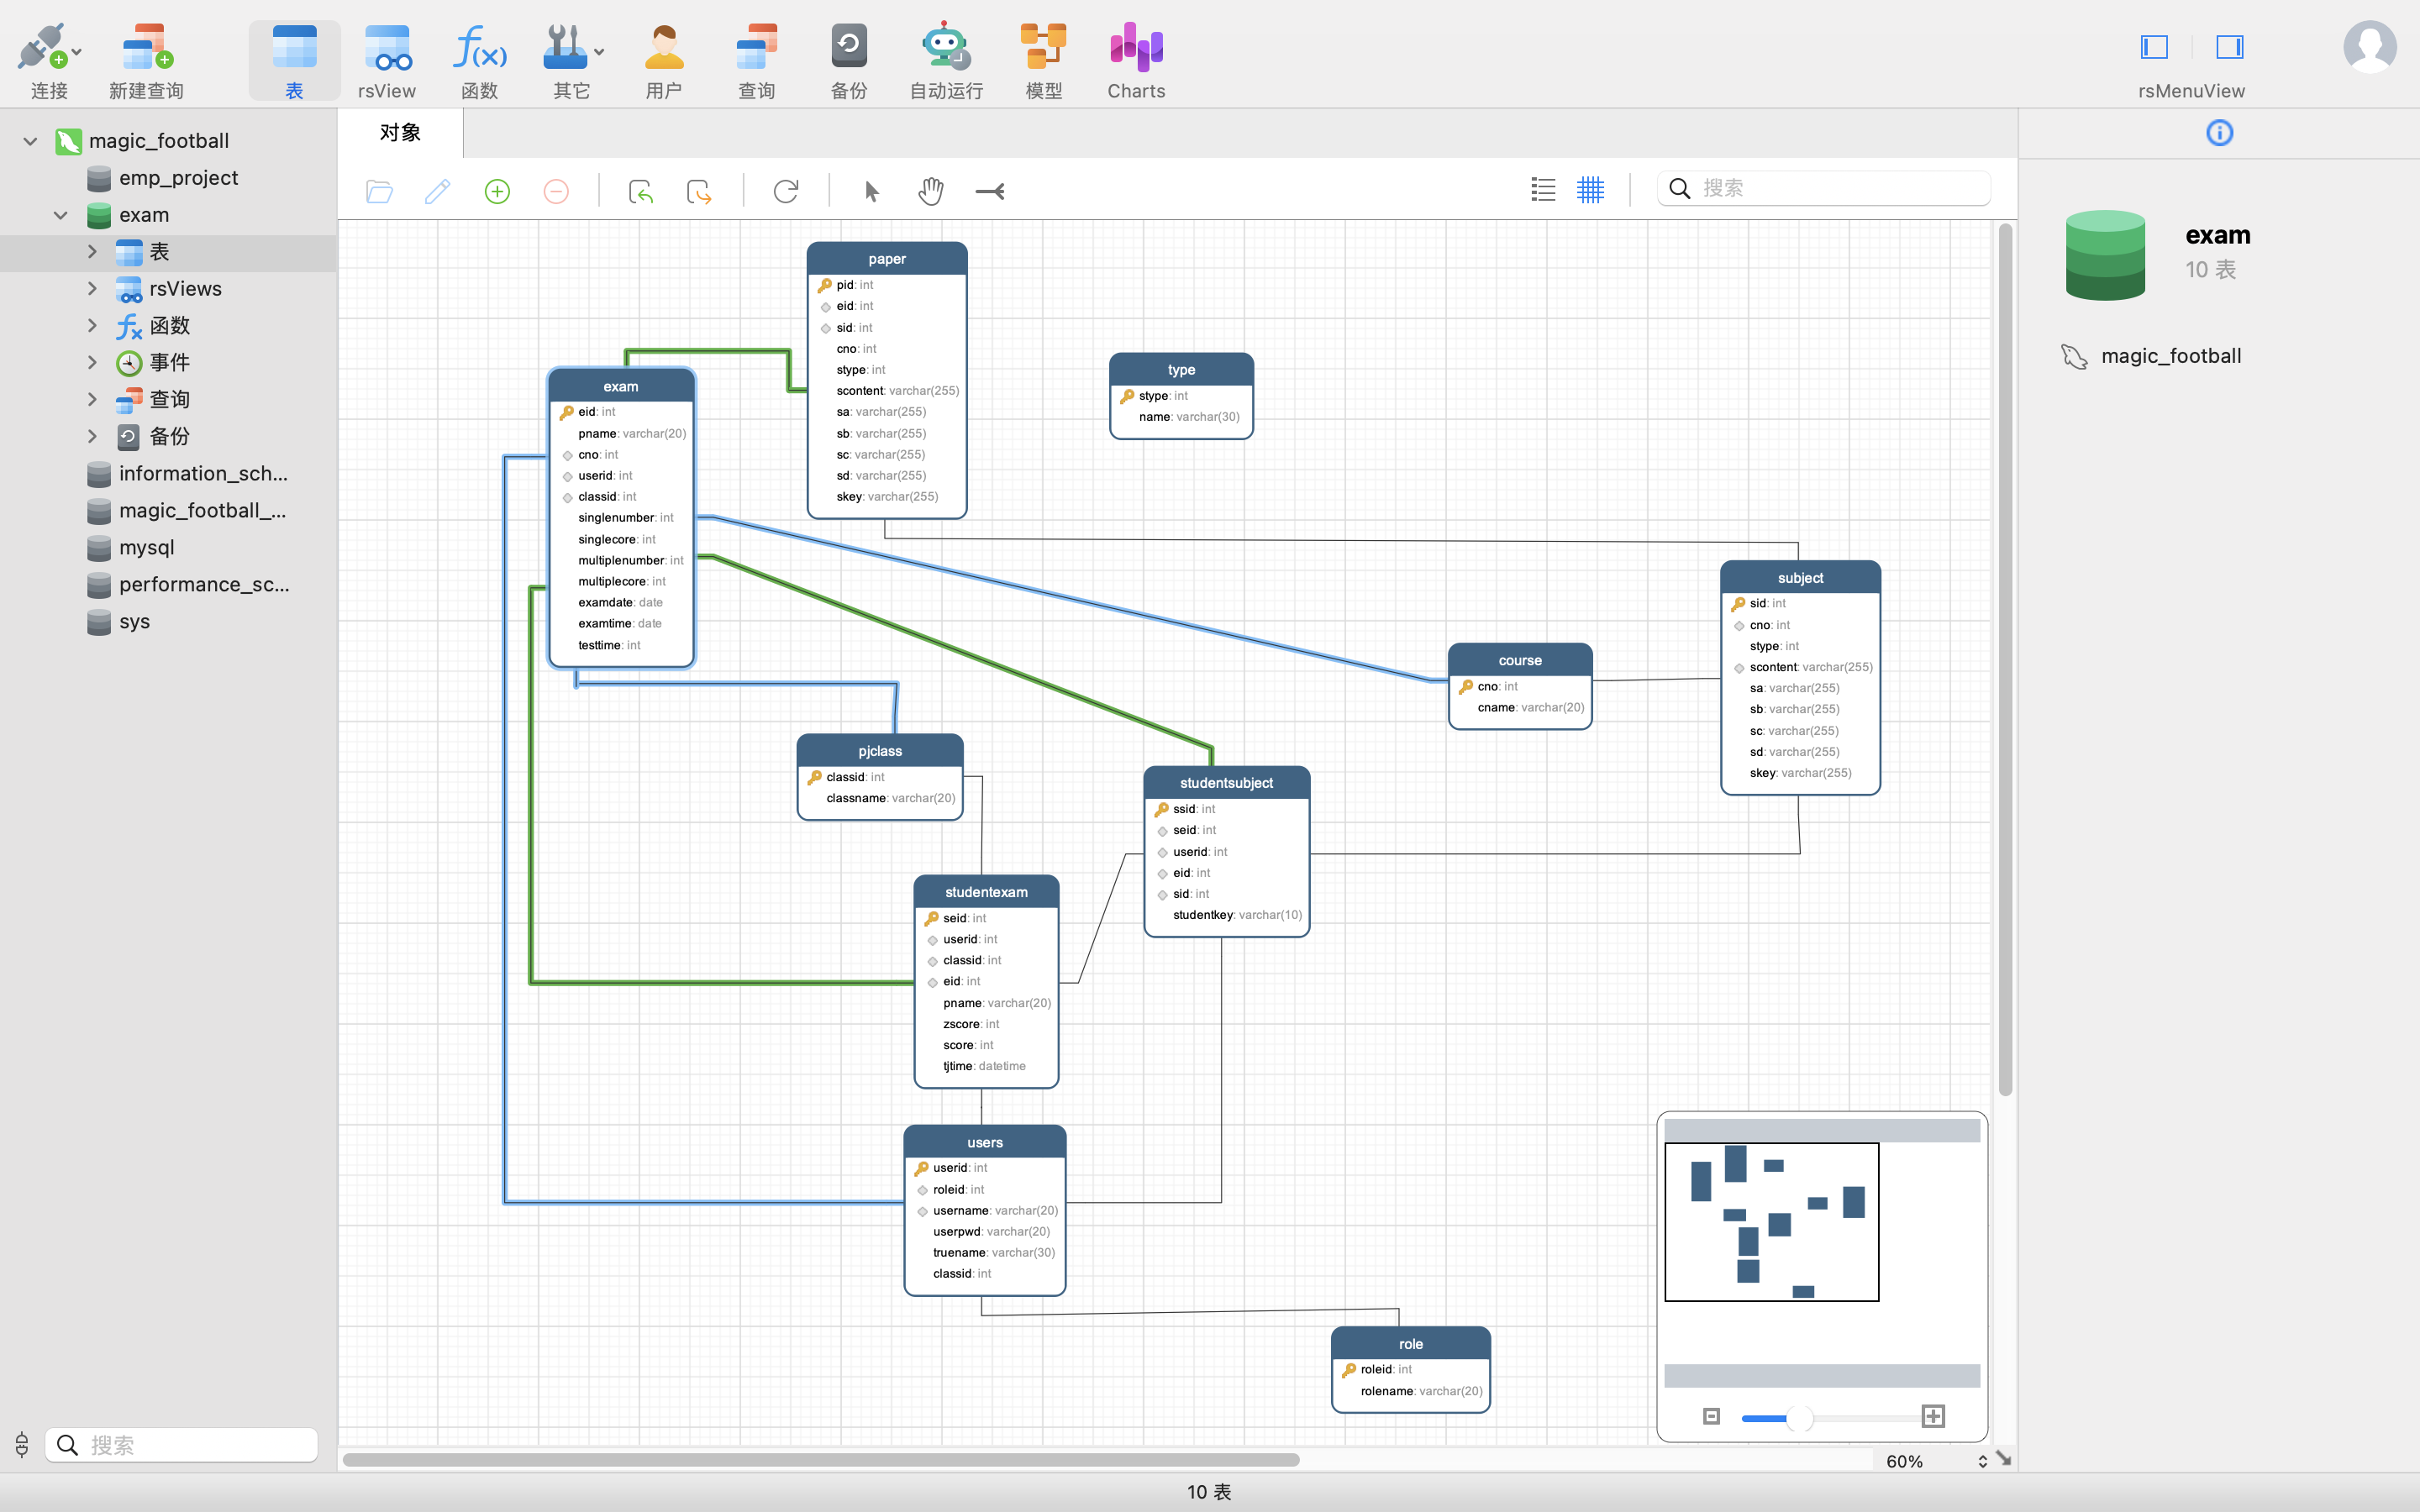 连接
新建查询
表
rsView
函数
其它
用户
查询
备份
自动运行
模型
Charts
rsMenuView
magic_football
emp_project
exam
表
rsViews
函数
事件
查询
备份
information_sch...
magic_football_...
mysql
performance_sc...
sys
搜索
对象
搜索
paper
pid: int
eid: int
sid: int
cno: int
stype: int
scontent: varchar(255)
sa: varchar(255)
sb: varchar(255)
sc: varchar(255)
sd: varchar(255)
skey: varchar(255)
type
stype: int
name: varchar(30)
exam
eid: int
pname: varchar(20)
cno: int
userid: int
classid: int
singlenumber: int
singlecore: int
multiplenumber: int
multiplecore: int
examdate: date
examtime: date
testtime: int
subject
sid: int
cno: int
stype: int
scontent: varchar(255)
sa: varchar(255)
sb: varchar(255)
sc: varchar(255)
sd: varchar(255)
skey: varchar(255)
course
cno: int
cname: varchar(20)
pjclass
classid: int
classname: varchar(20)
studentsubject
ssid: int
seid: int
userid: int
eid: int
sid: int
studentkey: varchar(10)
studentexam
seid: int
userid: int
classid: int
eid: int
pname: varchar(20)
zscore: int
score: int
tjtime: datetime
users
userid: int
roleid: int
username: varchar(20)
userpwd: varchar(20)
truename: varchar(30)
classid: int
role
roleid: int
rolename: varchar(20)
60%
10 表
exam
10 表
magic_football